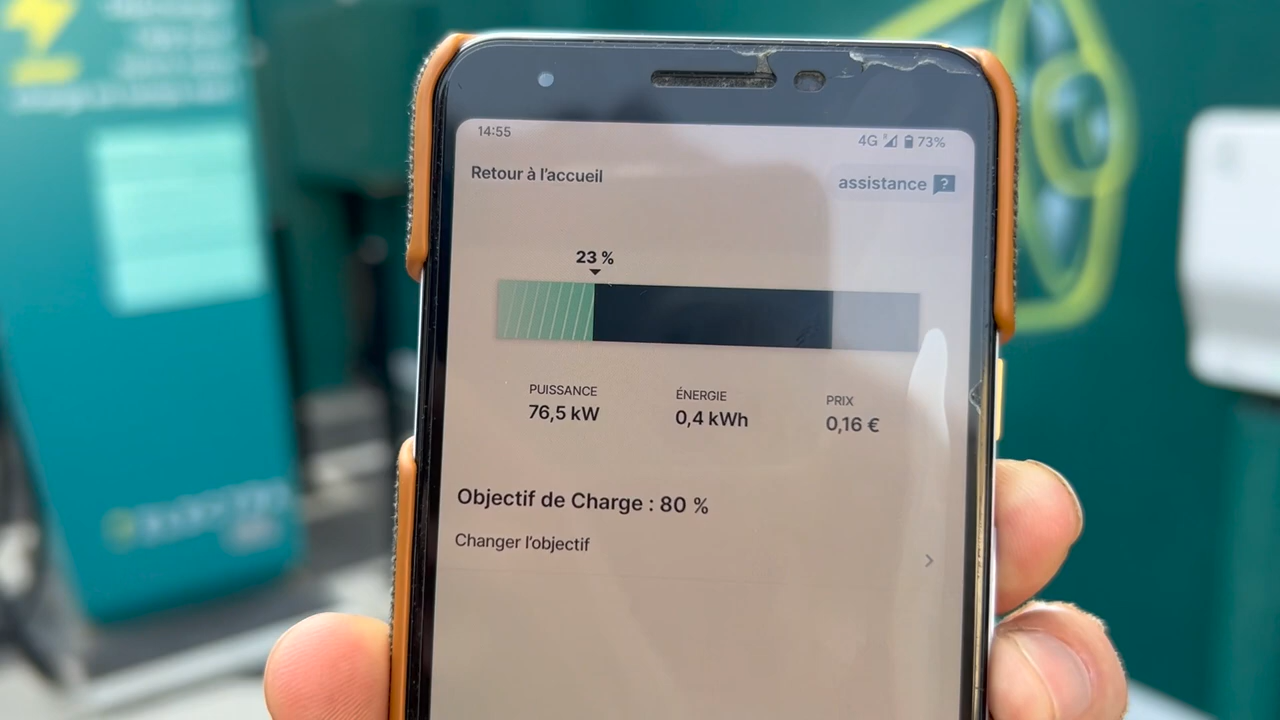 14:55
4G 73%
Retour à l'accueil
assistance ?
23 %
PUISSANCE ÉNERGIE PRIX
76,5 kW 0,4 kWh 0,16 €
Objectif de Charge : 80 %
Changer l'objectif